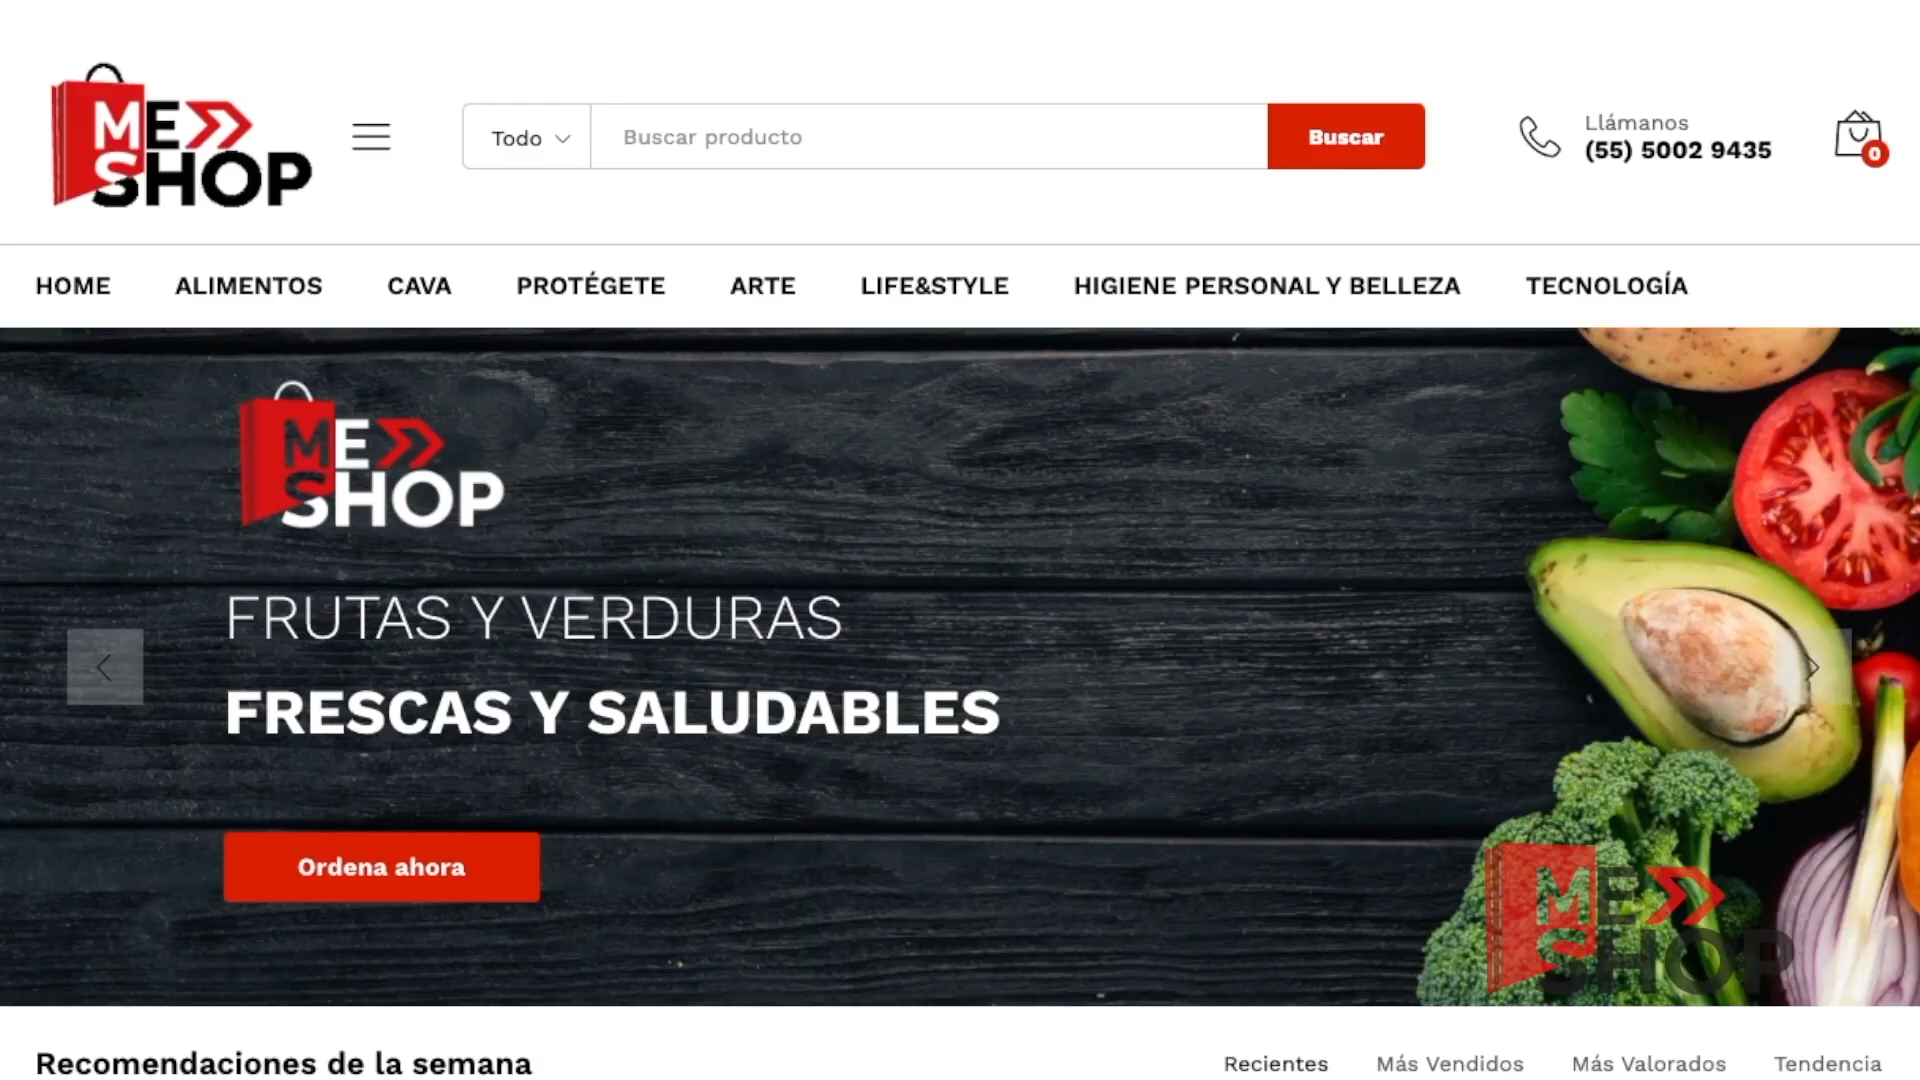 ME
SHOP
Todo
Buscar producto
Buscar
Llámanos
(55) 5002 9435
0
HOME
ALIMENTOS
CAVA
PROTÉGETE
ARTE
LIFE&STYLE
HIGIENE PERSONAL Y BELLEZA
TECNOLOGÍA
ME
SHOP
FRUTAS Y VERDURAS
FRESCAS Y SALUDABLES
Ordena ahora
ME
SHOP
Recomendaciones de la semana
Recientes
Más Vendidos
Más Valorados
Tendencia